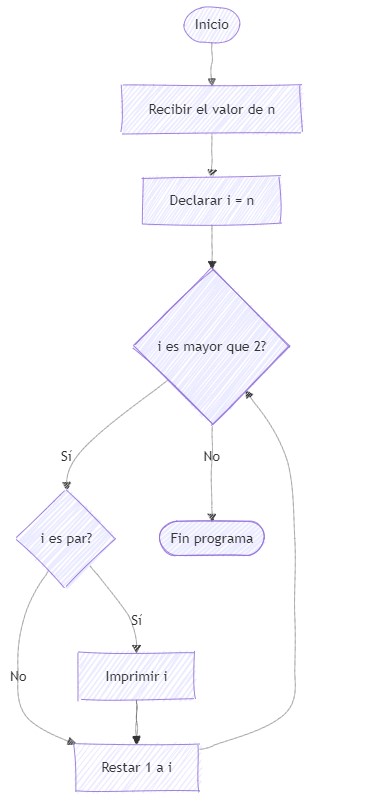 Inicio
Recibir el valor de n
Declarar i = n
i es mayor que 2?
Sí
No
i es par?
Fin programa
Sí
Imprimir i
No
Restar 1 a i